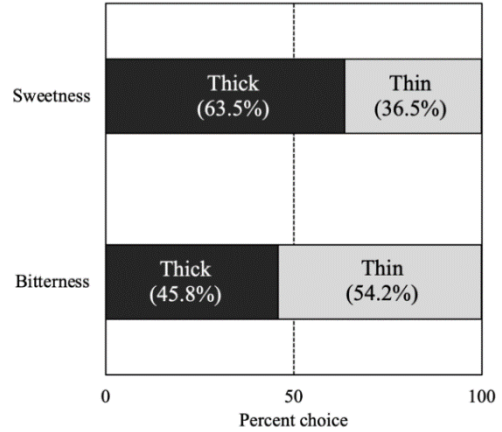 Sweetness
Thick
(63.5%)
Thin
(36.5%)
Bitterness
Thick
(45.8%)
Thin
(54.2%)
0
50
100
Percent choice